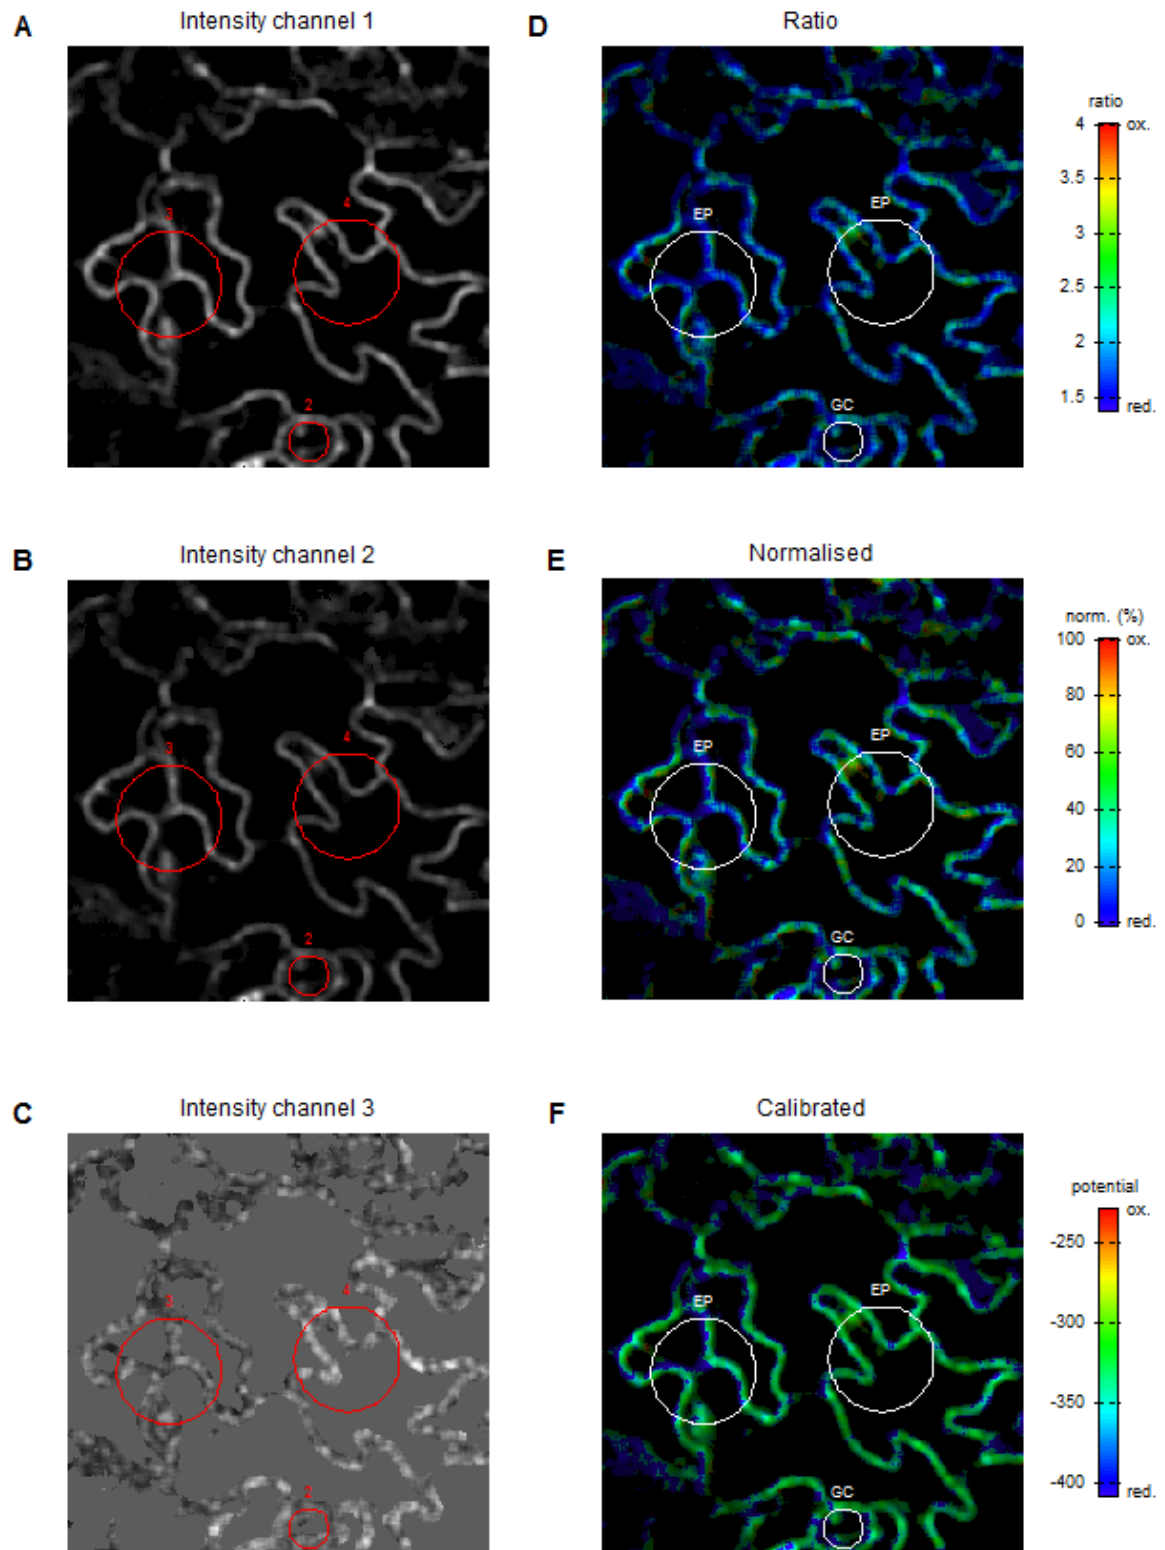 A Intensity channel 1
3
4
2
D Ratio
EP
EP
GC
ratio
4 ox.
3.5
3
2.5
2
1.5
red.
B Intensity channel 2
3
4
2
E Normalised
EP
EP
GC
norm. (%)
100 ox.
80
60
40
20
0 red.
C Intensity channel 3
3
4
2
F Calibrated
EP
EP
GC
potential
ox.
-250
-300
-350
-400
red.